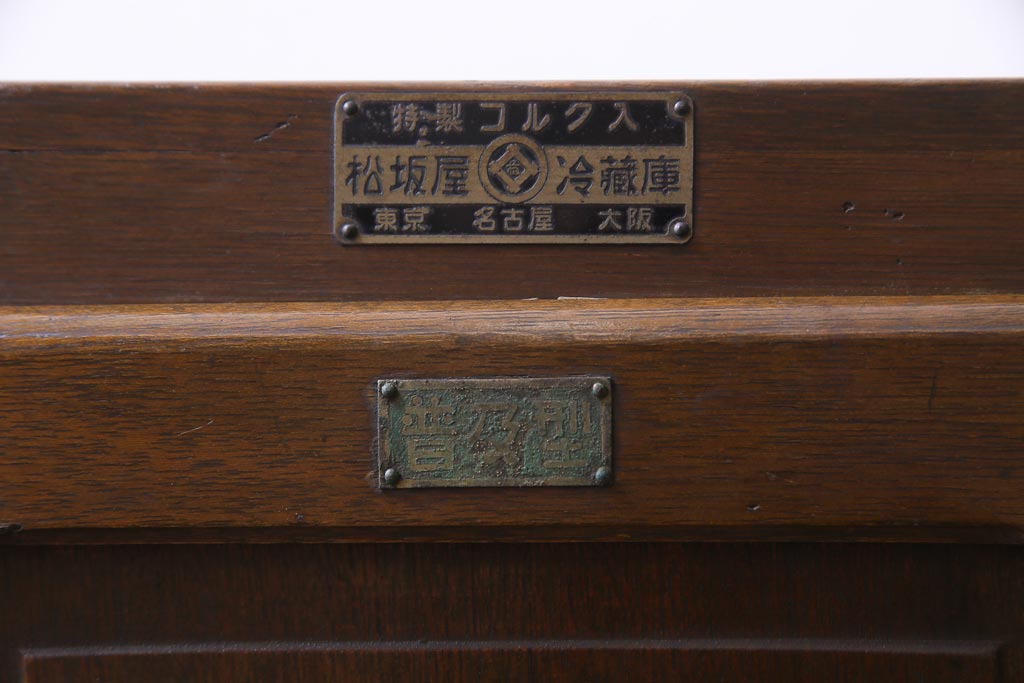 特製コルク入
松坂屋 冷藏庫
東京 名古屋 大阪
普及型